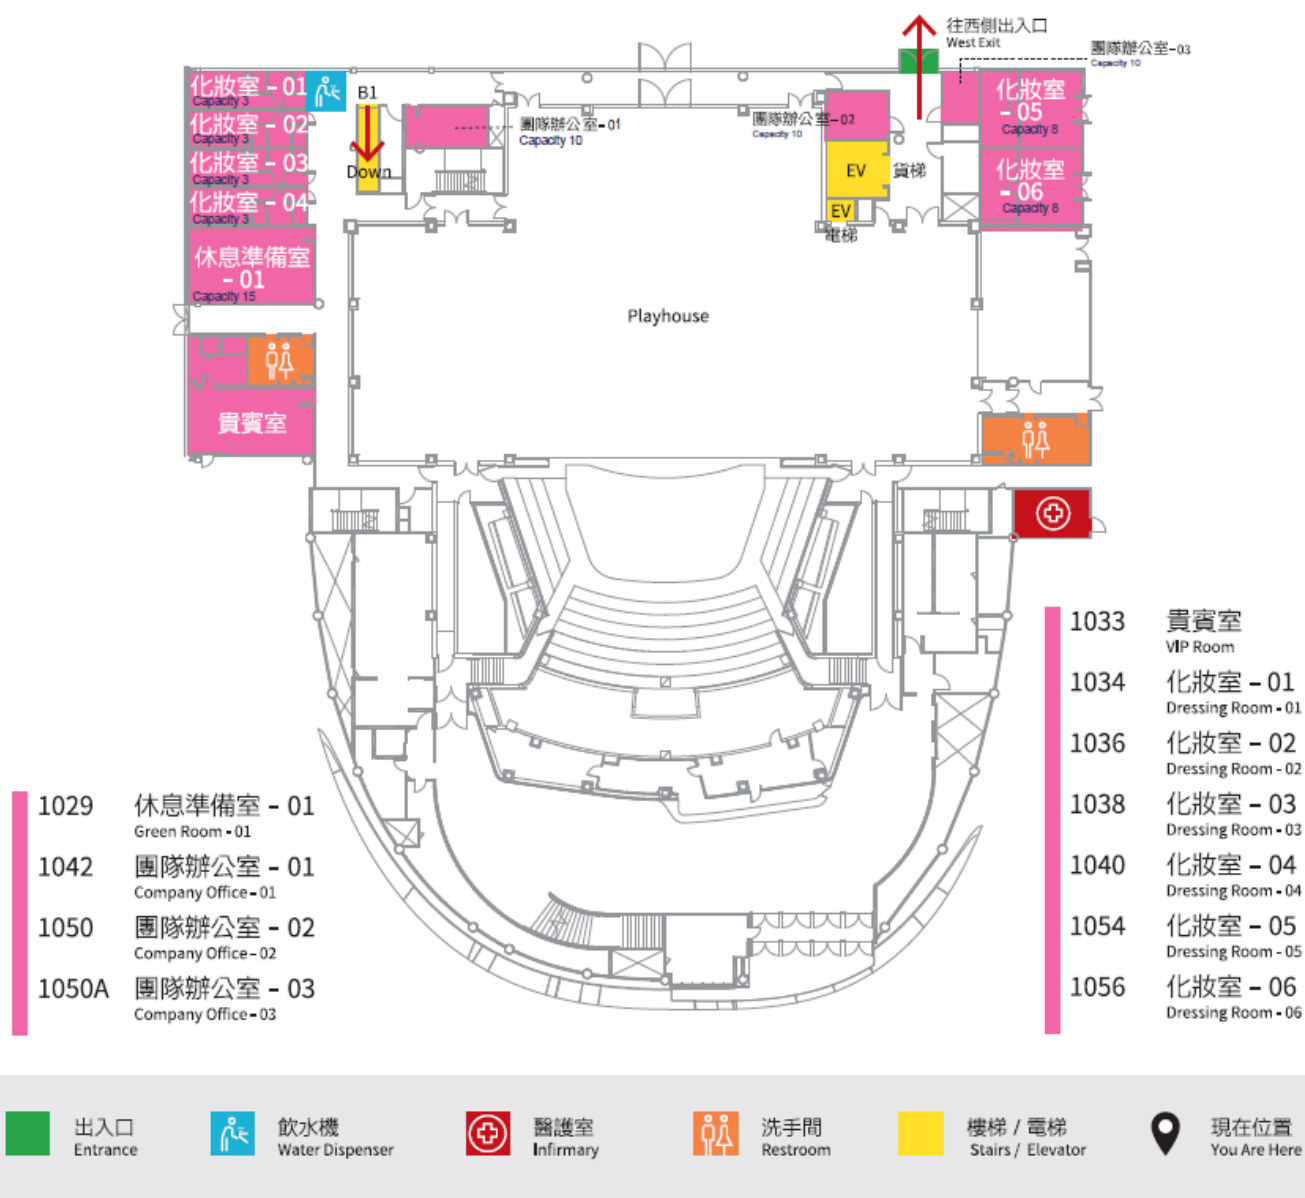 往西側出入口
West Exit
團隊辦公室-03
Capacity 10
化妝室 - 01
Capacity 3
化妝室 - 02
Capacity 3
化妝室 - 03
Capacity 3
化妝室 - 04
Capacity 3
休息準備室
- 01
Capacity 15
貴賓室
B1
Down
團隊辦公室-01
Capacity 10
團隊辦公室-02
Capacity 10
EV
貨梯
EV
電梯
化妝室
- 05
Capacity 8
化妝室
- 06
Capacity 8
Playhouse
1029 休息準備室 - 01
Green Room - 01
1042 團隊辦公室 - 01
Company Office - 01
1050 團隊辦公室 - 02
Company Office - 02
1050A 團隊辦公室 - 03
Company Office - 03
1033 貴賓室
VIP Room
1034 化妝室 - 01
Dressing Room - 01
1036 化妝室 - 02
Dressing Room - 02
1038 化妝室 - 03
Dressing Room - 03
1040 化妝室 - 04
Dressing Room - 04
1054 化妝室 - 05
Dressing Room - 05
1056 化妝室 - 06
Dressing Room - 06
出入口
Entrance
飲水機
Water Dispenser
醫護室
Infirmary
洗手間
Restroom
樓梯 / 電梯
Stairs / Elevator
現在位置
You Are Here